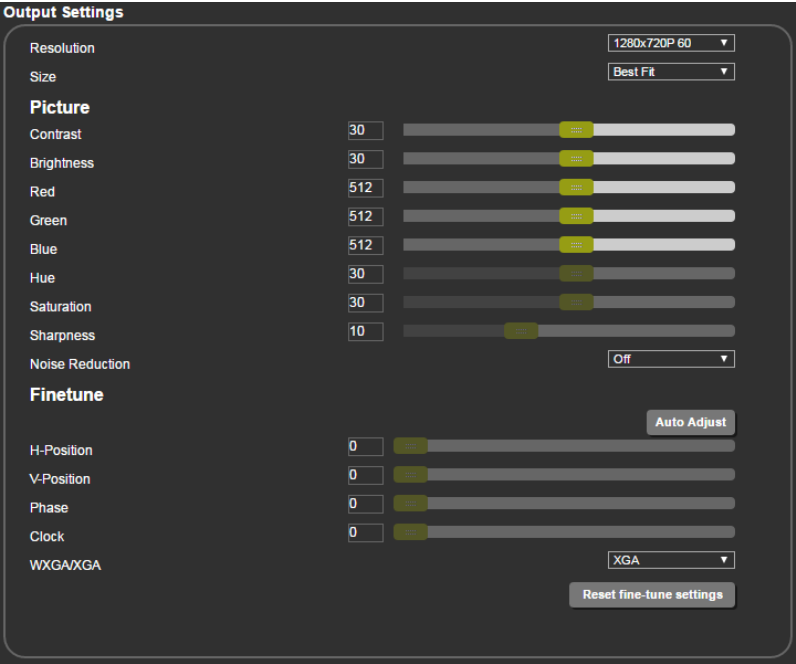 Output Settings
Resolution 1280x720P 60
Size Best Fit
Picture
Contrast 30
Brightness 30
Red 512
Green 512
Blue 512
Hue 30
Saturation 30
Sharpness 10
Noise Reduction Off
Finetune
Auto Adjust
H-Position 0
V-Position 0
Phase 0
Clock 0
WXGA/XGA XGA
Reset fine-tune settings